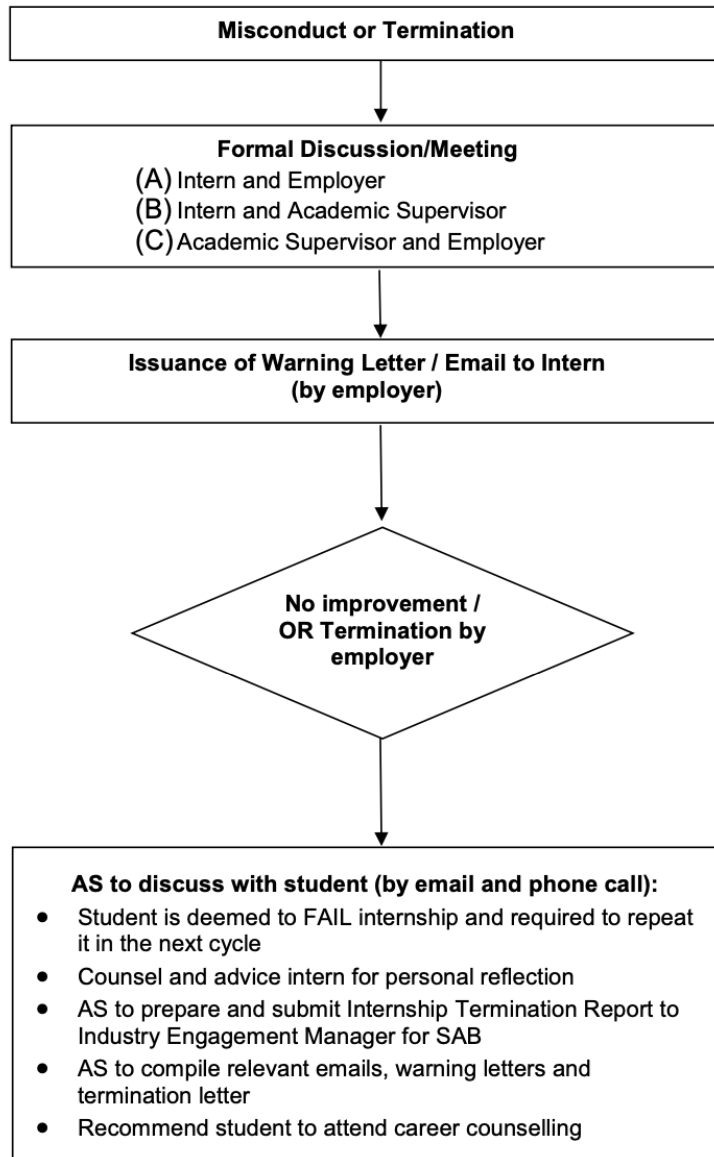 Misconduct or Termination
Formal Discussion/Meeting
(A) Intern and Employer
(B) Intern and Academic Supervisor
(C) Academic Supervisor and Employer
Issuance of Warning Letter / Email to Intern
(by employer)
No improvement /
OR Termination by
employer
AS to discuss with student (by email and phone call):
● Student is deemed to FAIL internship and required to repeat
it in the next cycle
● Counsel and advice intern for personal reflection
● AS to prepare and submit Internship Termination Report to
Industry Engagement Manager for SAB
● AS to compile relevant emails, warning letters and
termination letter
● Recommend student to attend career counselling